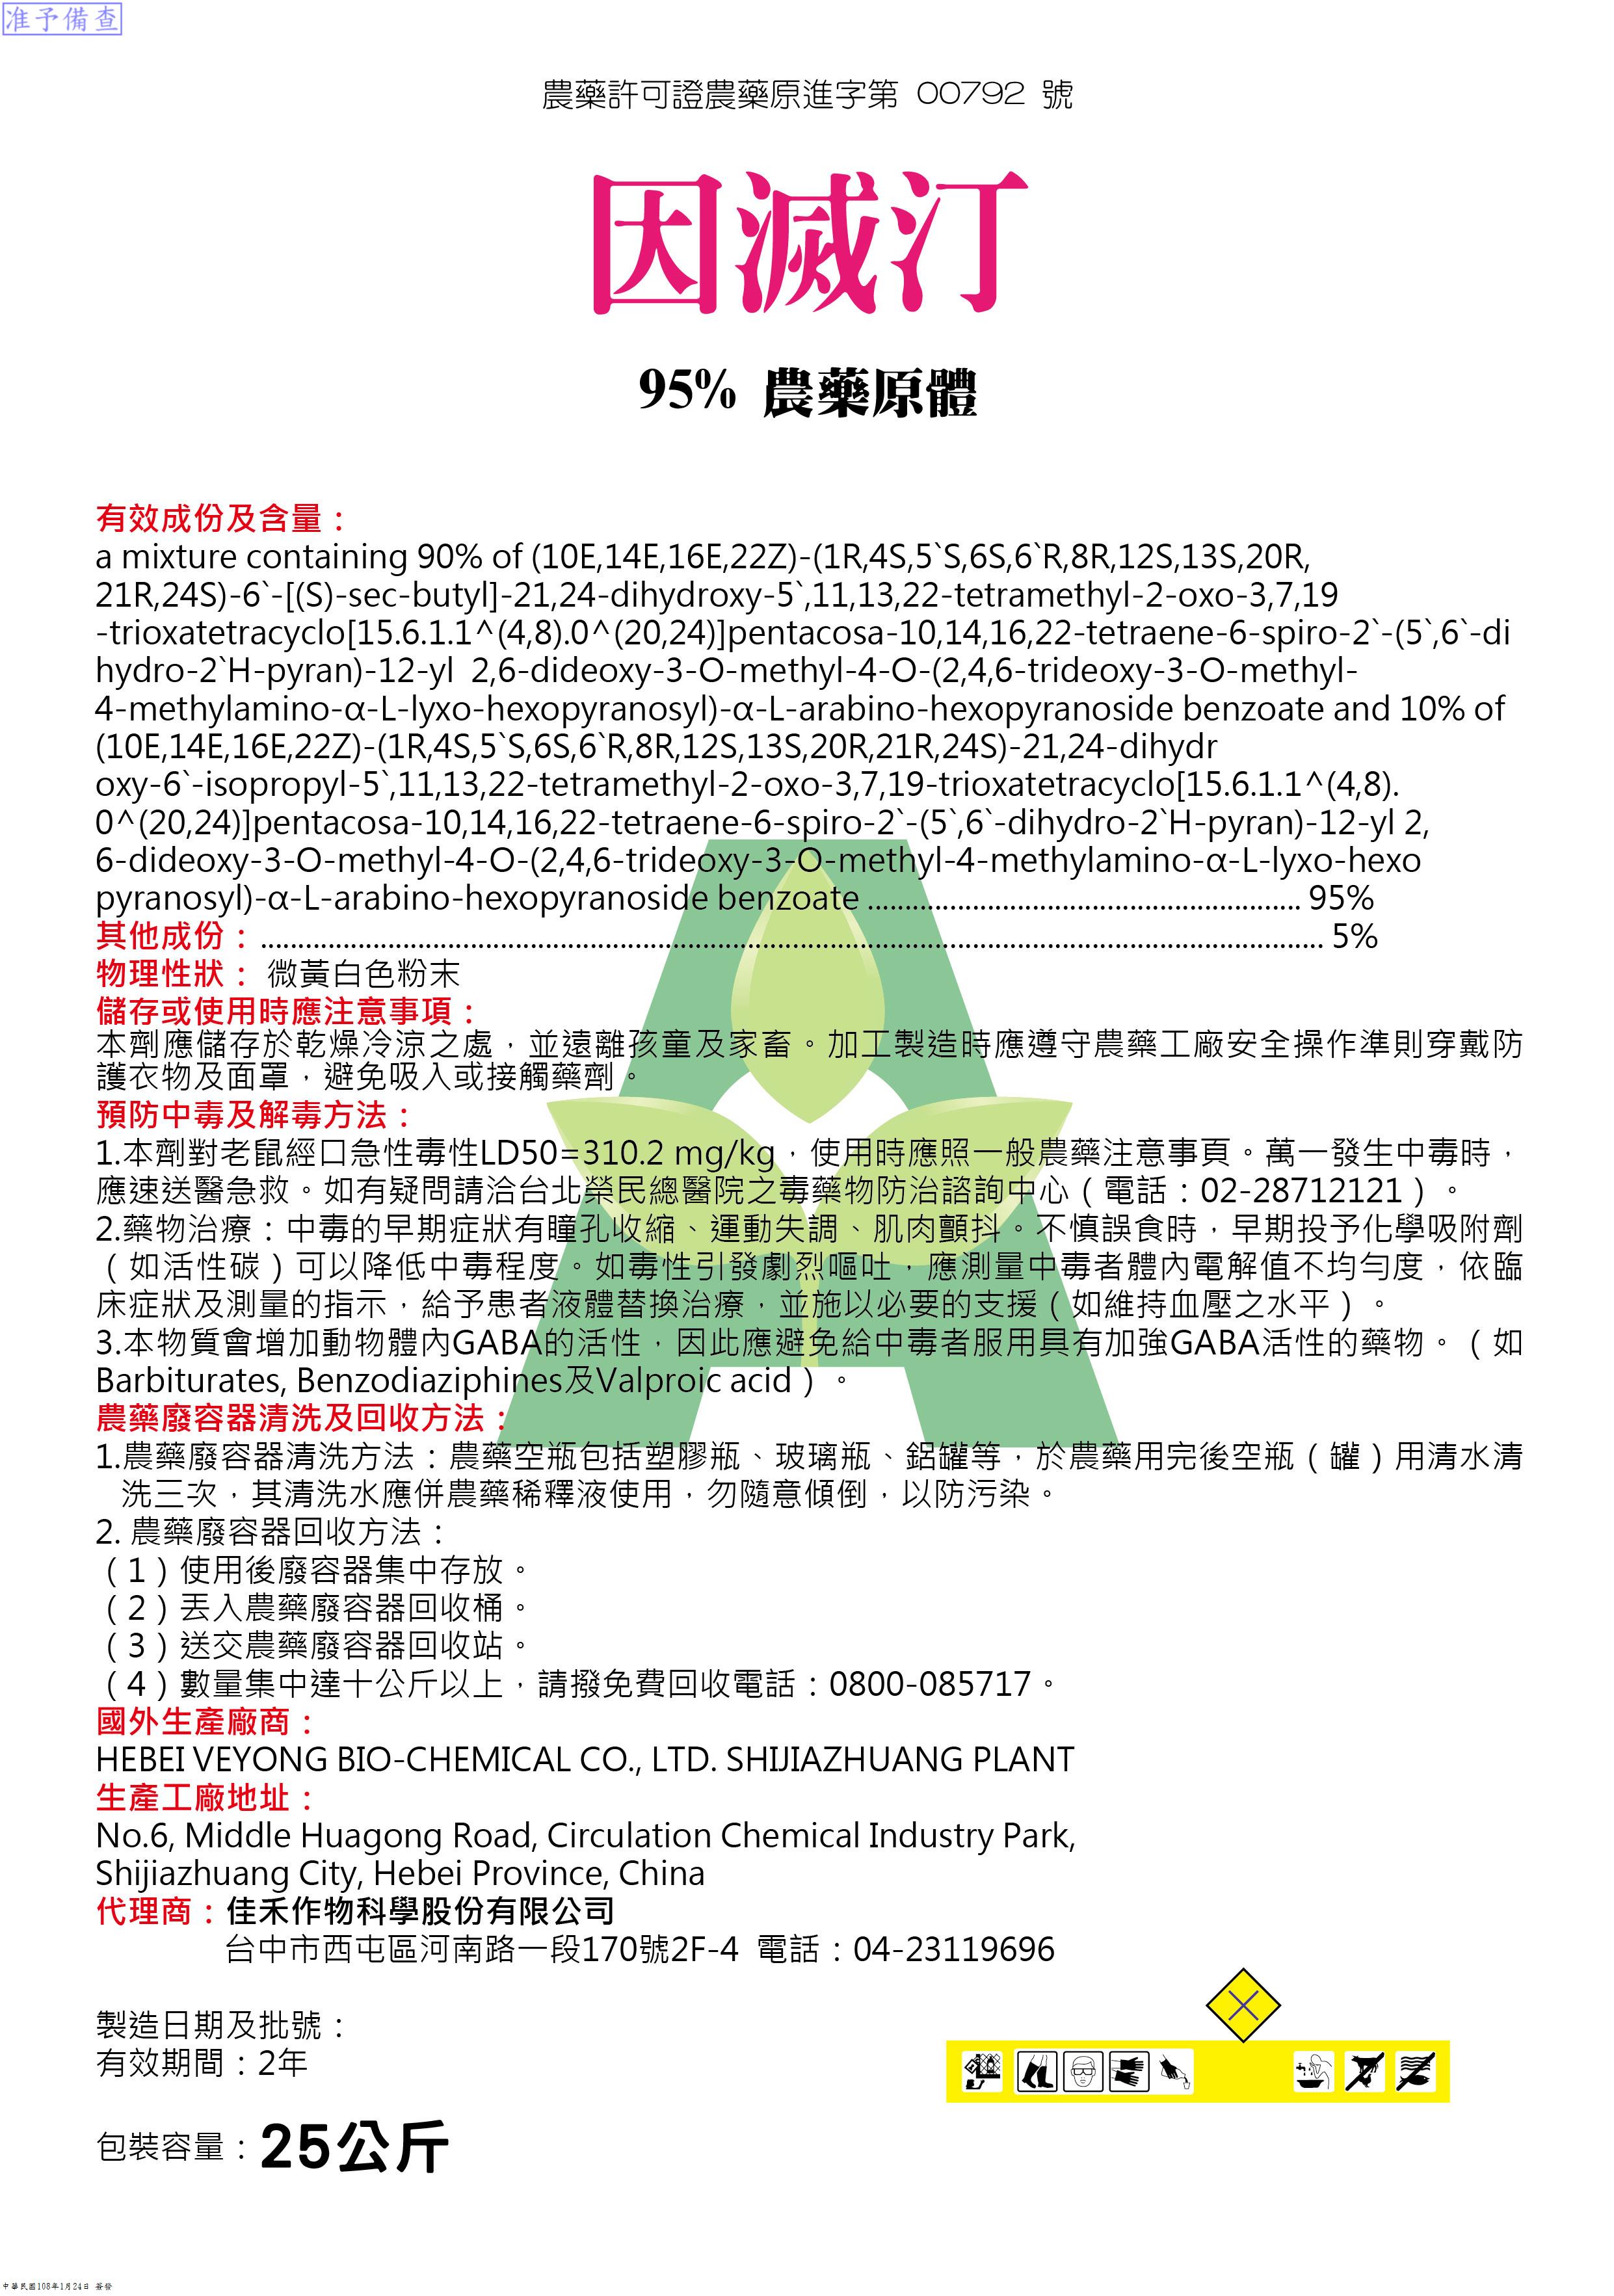 准予備查
農藥許可證農藥原進字第 00792 號
因滅汀
95% 農藥原體
有效成份及含量：
a mixture containing 90% of (10E,14E,16E,22Z)-(1R,4S,5`S,6S,6`R,8R,12S,13S,20R,
21R,24S)-6`-[(S)-sec-butyl]-21,24-dihydroxy-5`,11,13,22-tetramethyl-2-oxo-3,7,19
-trioxatetracyclo[15.6.1.1^(4,8).0^(20,24)]pentacosa-10,14,16,22-tetraene-6-spiro-2`-(5`,6`-di
hydro-2`H-pyran)-12-yl 2,6-dideoxy-3-O-methyl-4-O-(2,4,6-trideoxy-3-O-methyl-
4-methylamino-α-L-lyxo-hexopyranosyl)-α-L-arabino-hexopyranoside benzoate and 10% of
(10E,14E,16E,22Z)-(1R,4S,5`S,6S,6`R,8R,12S,13S,20R,21R,24S)-21,24-dihydr
oxy-6`-isopropyl-5`,11,13,22-tetramethyl-2-oxo-3,7,19-trioxatetracyclo[15.6.1.1^(4,8).
0^(20,24)]pentacosa-10,14,16,22-tetraene-6-spiro-2`-(5`,6`-dihydro-2`H-pyran)-12-yl 2,
6-dideoxy-3-O-methyl-4-O-(2,4,6-trideoxy-3-O-methyl-4-methylamino-α-L-lyxo-hexo
pyranosyl)-α-L-arabino-hexopyranoside benzoate ........................................................ 95%
其他成份：........................................................................................................................................ 5%
物理性狀： 微黃白色粉末
儲存或使用時應注意事項：
本劑應儲存於乾燥冷涼之處，並遠離孩童及家畜。加工製造時應遵守農藥工廠安全操作準則穿戴防
護衣物及面罩，避免吸入或接觸藥劑。
預防中毒及解毒方法：
1.本劑對老鼠經口急性毒性LD50=310.2 mg/kg，使用時應照一般農藥注意事頁。萬一發生中毒時，
應速送醫急救。如有疑問請洽台北榮民總醫院之毒藥物防治諮詢中心（電話：02-28712121）。
2.藥物治療：中毒的早期症狀有瞳孔收縮、運動失調、肌肉顫抖。不慎誤食時，早期投予化學吸附劑
（如活性碳）可以降低中毒程度。如毒性引發劇烈嘔吐，應測量中毒者體內電解值不均勻度，依臨
床症狀及測量的指示，給予患者液體替換治療，並施以必要的支援（如維持血壓之水平）。
3.本物質會增加動物體內GABA的活性，因此應避免給中毒者服用具有加強GABA活性的藥物。（如
Barbiturates, Benzodiaziphines及Valproic acid）。
農藥廢容器清洗及回收方法：
1.農藥廢容器清洗方法：農藥空瓶包括塑膠瓶、玻璃瓶、鋁罐等，於農藥用完後空瓶（罐）用清水清
洗三次，其清洗水應併農藥稀釋液使用，勿隨意傾倒，以防污染。
2. 農藥廢容器回收方法：
（1）使用後廢容器集中存放。
（2）丟入農藥廢容器回收桶。
（3）送交農藥廢容器回收站。
（4）數量集中達十公斤以上，請撥免費回收電話：0800-085717。
國外生產廠商：
HEBEI VEYONG BIO-CHEMICAL CO., LTD. SHIJIAZHUANG PLANT
生產工廠地址：
No.6, Middle Huagong Road, Circulation Chemical Industry Park,
Shijiazhuang City, Hebei Province, China
代理商：佳禾作物科學股份有限公司
台中市西屯區河南路一段170號2F-4 電話：04-23119696
製造日期及批號：
有效期間：2年
包裝容量：25公斤
中華民國108年1月24日 簽發